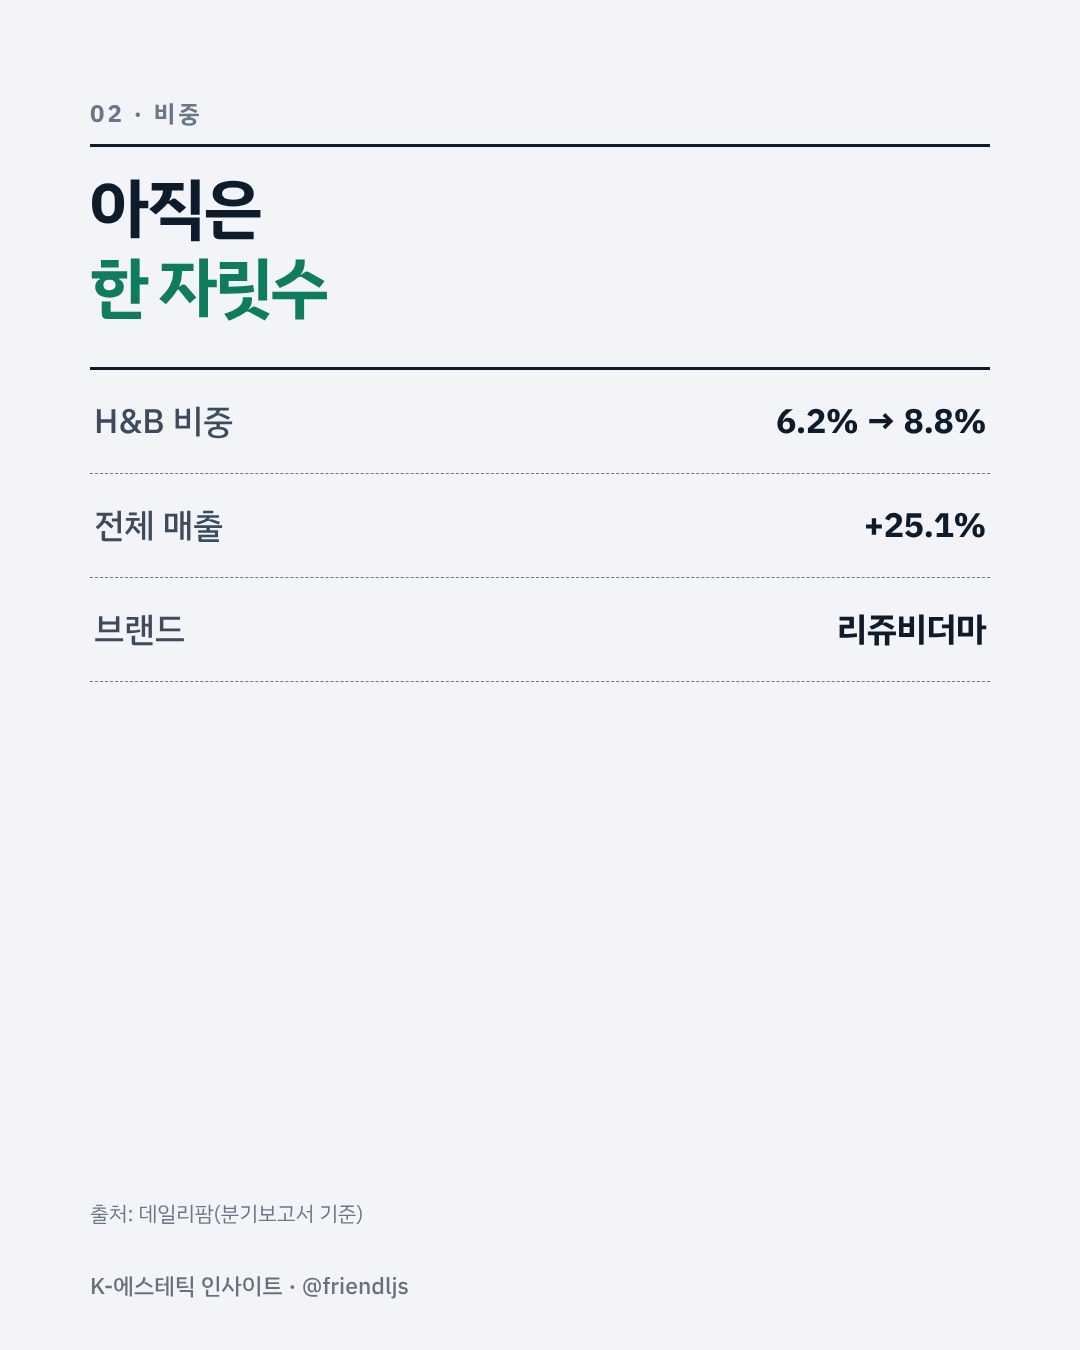 02 · 비중
아직은
한 자릿수
H&B 비중 6.2% → 8.8%
전체 매출 +25.1%
브랜드 리쥬비더마
출처: 데일리팜(분기보고서 기준)
K-에스테틱 인사이트 · @friendljs